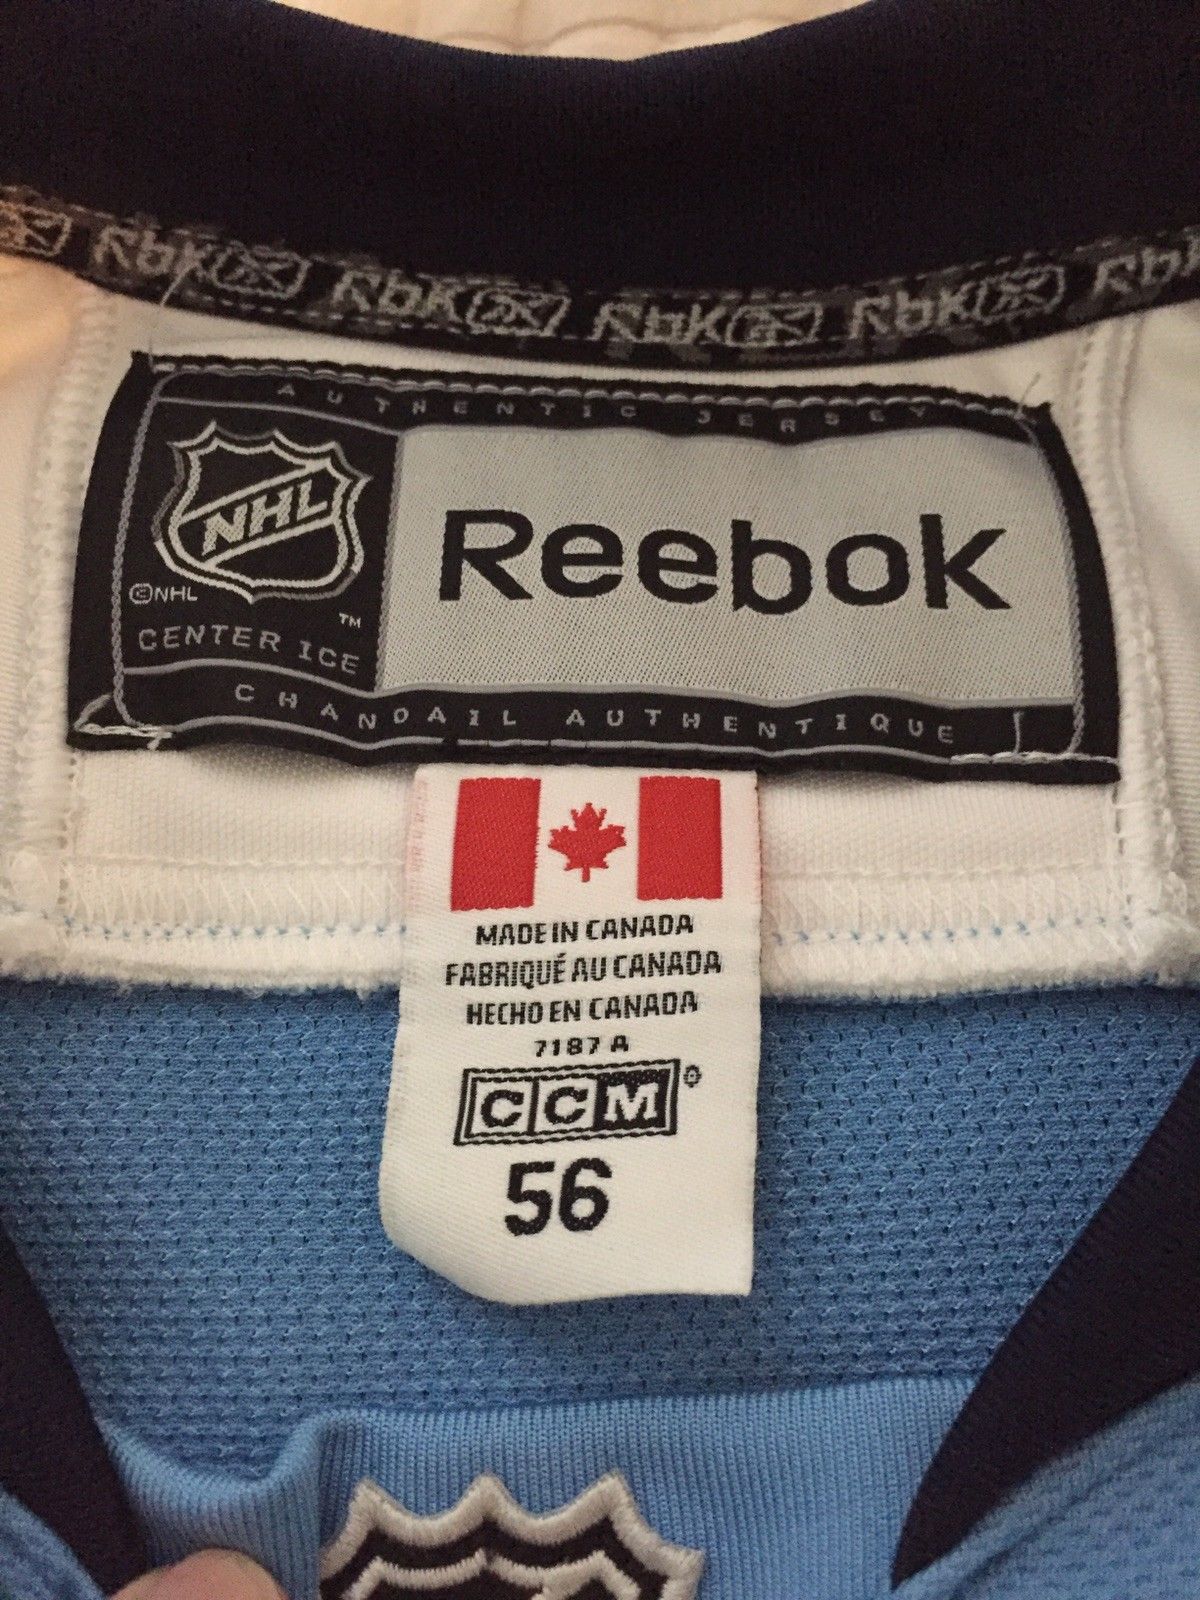 RbK RbK RbK RbK Rb
AUTHENTIC JERSEY
NHL
Reebok
©NHL
TM
CENTER ICE
CHANDAIL AUTHENTIQUE
MADE IN CANADA
FABRIQUÉ AU CANADA
HECHO EN CANADA
7187 A
CCM®
56